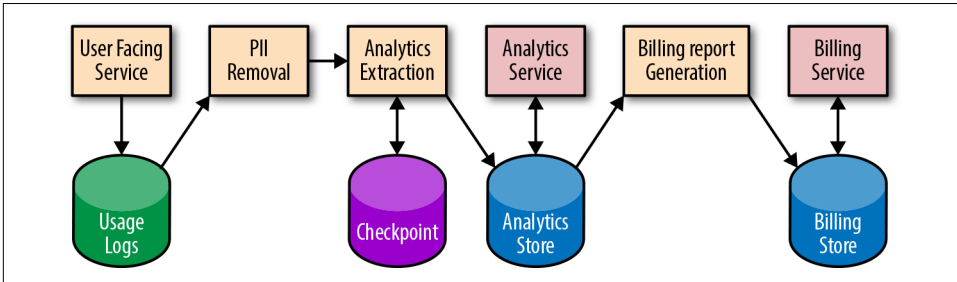 User Facing
Service
PII
Removal
Analytics
Extraction
Analytics
Service
Billing report
Generation
Billing
Service
Usage
Logs
Checkpoint
Analytics
Store
Billing
Store